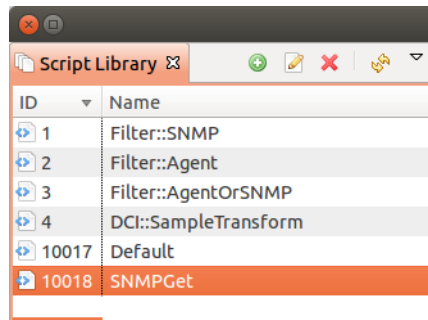 Script Library
ID Name
1 Filter::SNMP
2 Filter::Agent
3 Filter::AgentOrSNMP
4 DCI::SampleTransform
10017 Default
10018 SNMPGet